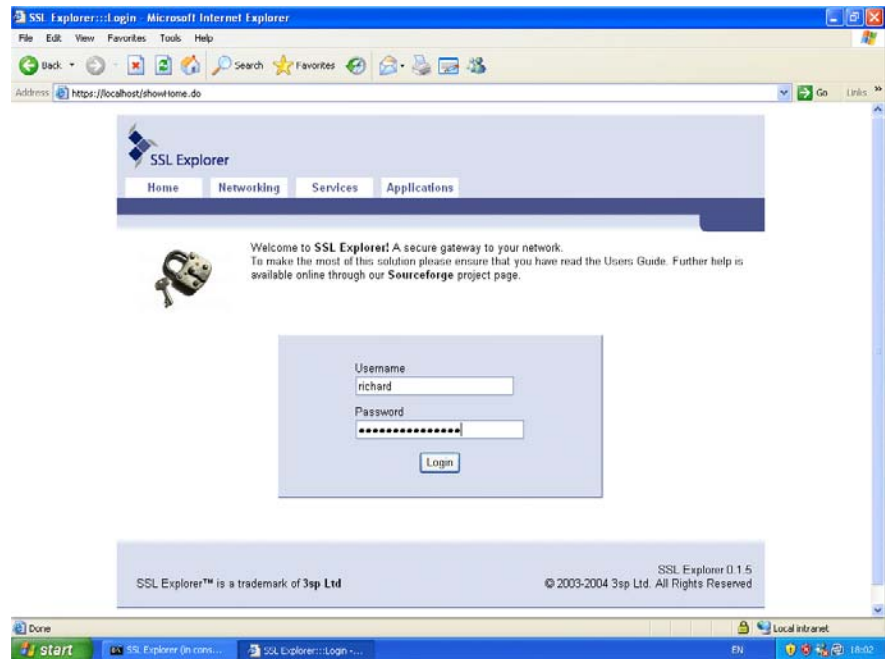 SSL Explorer:::Login - Microsoft Internet Explorer
File Edit View Favorites Tools Help
Back Search Favorites
Address https://localhost/showHome.do Go Links »
SSL Explorer
Home Networking Services Applications
Welcome to SSL Explorer! A secure gateway to your network.
To make the most of this solution please ensure that you have read the Users Guide. Further help is
available online through our Sourceforge project page.
Username
richard
Password
•••••••••••••••
Login
SSL Explorer 0.1.5
SSL Explorer™ is a trademark of 3sp Ltd © 2003-2004 3sp Ltd. All Rights Reserved
Done Local intranet
start SSL Explorer (in cons... SSL Explorer:::Login -... EN 18:02